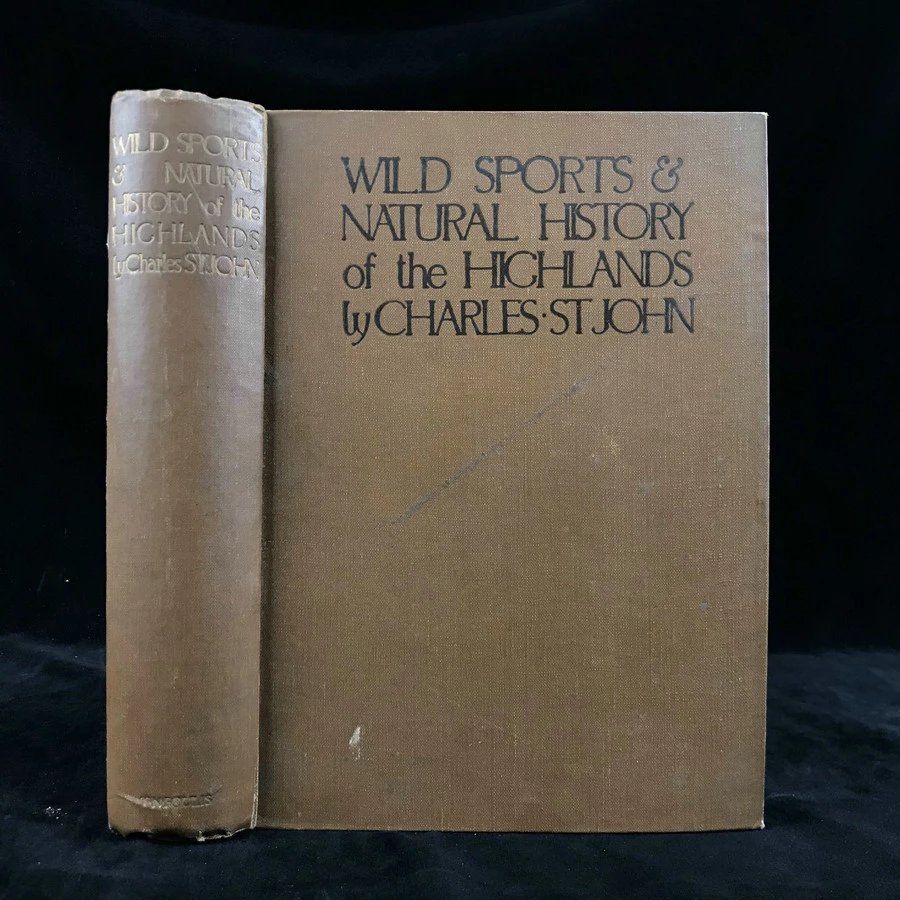 WILD SPORTS
& NATURAL
HISTORY of the
HIGHLANDS
by Charles ST JOHN
T.N.FOULIS
WILD SPORTS &
NATURAL HISTORY
of the HIGHLANDS
by CHARLES·ST JOHN